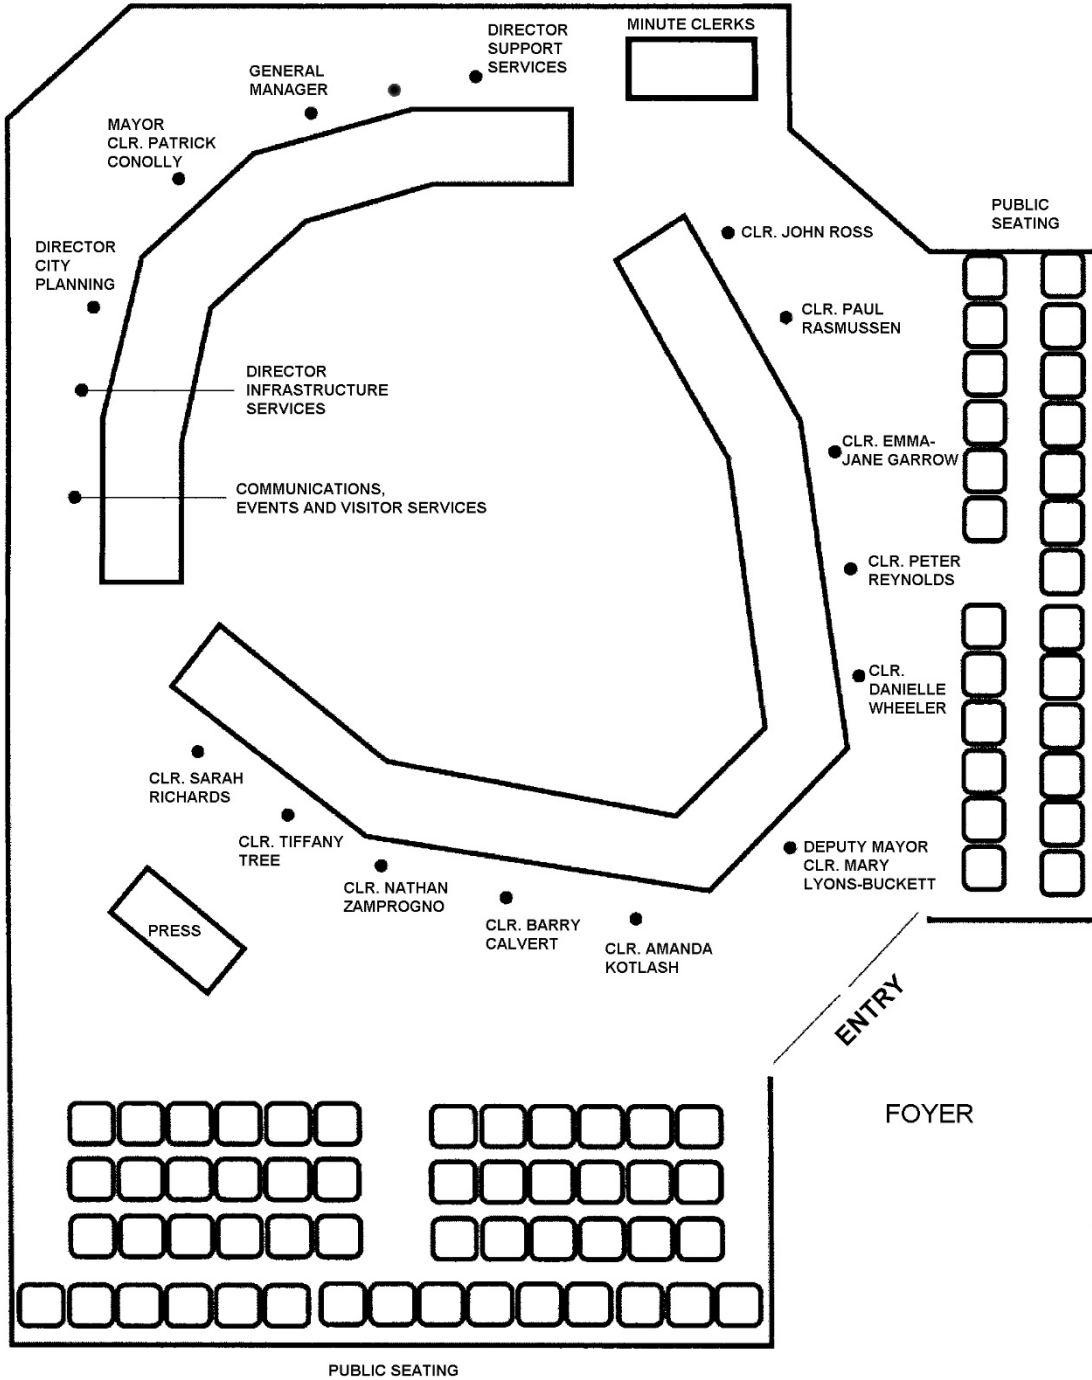 DIRECTOR
SUPPORT
SERVICES
MINUTE CLERKS
GENERAL
MANAGER
MAYOR
CLR. PATRICK
CONOLLY
DIRECTOR
CITY
PLANNING
DIRECTOR
INFRASTRUCTURE
SERVICES
COMMUNICATIONS,
EVENTS AND VISITOR SERVICES
PUBLIC
SEATING
CLR. JOHN ROSS
CLR. PAUL
RASMUSSEN
CLR. EMMA-
JANE GARROW
CLR. PETER
REYNOLDS
CLR.
DANIELLE
WHEELER
DEPUTY MAYOR
CLR. MARY
LYONS-BUCKETT
CLR. SARAH
RICHARDS
CLR. TIFFANY
TREE
CLR. NATHAN
ZAMPROGNO
CLR. BARRY
CALVERT
CLR. AMANDA
KOTLASH
PRESS
ENTRY
FOYER
PUBLIC SEATING